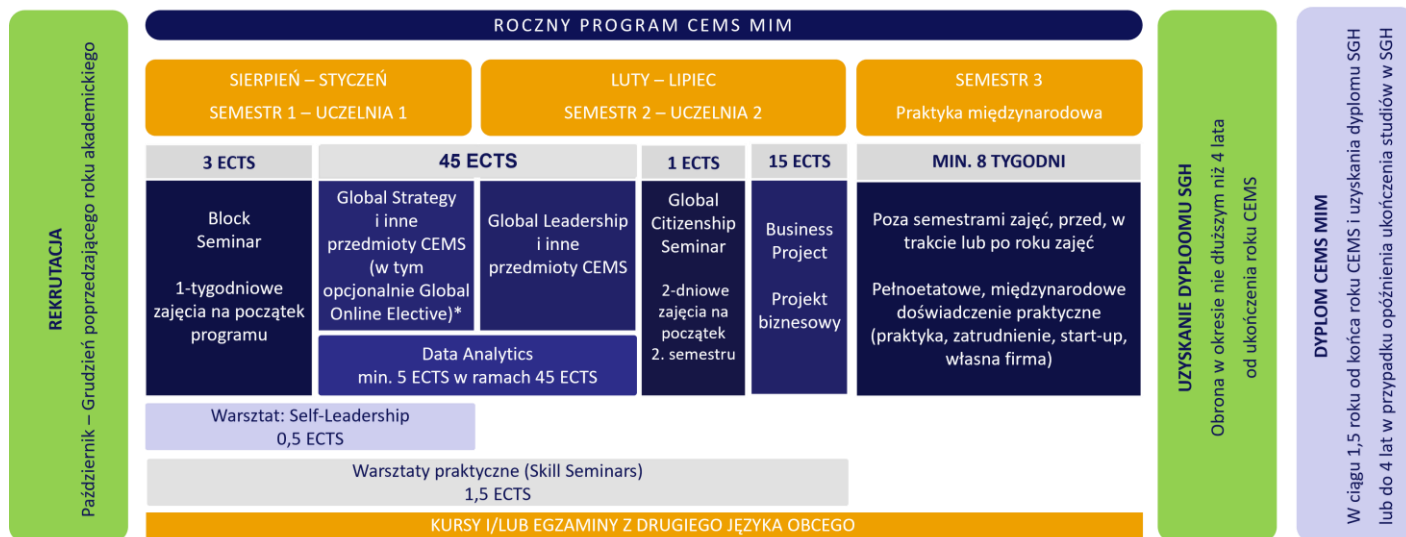 REKRUTACJA
Październik – Grudzień poprzedzającego roku akademickiego
ROCZNY PROGRAM CEMS MIM
SIERPIEŃ – STYCZEŃ
SEMESTR 1 – UCZELNIA 1
LUTY – LIPIEC
SEMESTR 2 – UCZELNIA 2
SEMESTR 3
Praktyka międzynarodowa
3 ECTS
45 ECTS
1 ECTS
15 ECTS
MIN. 8 TYGODNI
Block
Seminar
1-tygodniowe
zajęcia na początek
programu
Global Strategy
i inne
przedmioty CEMS
(w tym
opcjonalnie Global
Online Elective)*
Global Leadership
i inne
przedmioty CEMS
Data Analytics
min. 5 ECTS w ramach 45 ECTS
Global
Citizenship
Seminar
2-dniowe
zajęcia na
początek
2. semestru
Business
Project
Projekt
biznesowy
Poza semestrami zajęć, przed, w
trakcie lub po roku zajęć
Pełnoetatowe, międzynarodowe
doświadczenie praktyczne
(praktyka, zatrudnienie, start-up,
własna firma)
Warsztat: Self-Leadership
0,5 ECTS
Warsztaty praktyczne (Skill Seminars)
1,5 ECTS
KURSY I/LUB EGZAMINY Z DRUGIEGO JĘZYKA OBCEGO
UZYSKANIE DYPLOOMU SGH
Obrona w okresie nie dłuższym niż 4 lata
od ukończenia roku CEMS
DYPLOM CEMS MIM
W ciągu 1,5 roku od końca roku CEMS i uzyskania dyplomu SGH
lub do 4 lat w przypadku opóźnienia ukończenia studiów w SGH